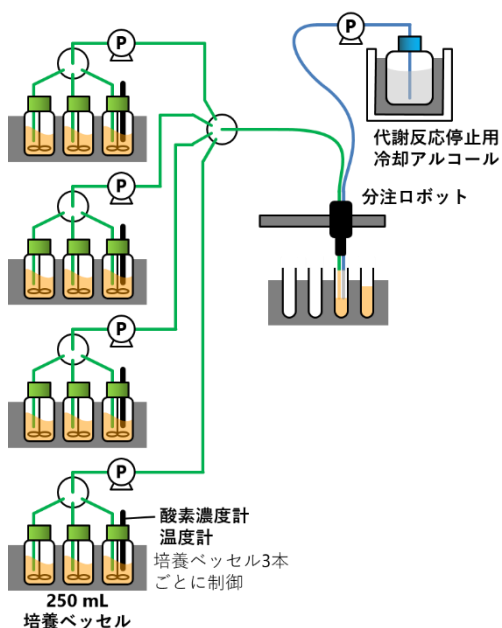 P
P
代謝反応停止用
冷却アルコール
分注ロボット
P
P
P
酸素濃度計
温度計
培養ベッセル3本
ごとに制御
250 mL
培養ベッセル